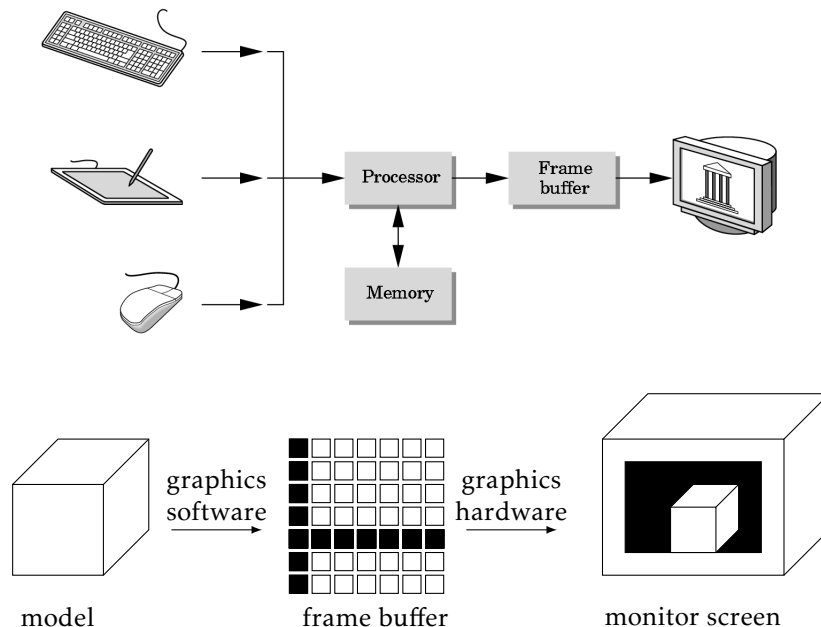 Processor
Frame
buffer
Memory
graphics
software
graphics
hardware
model
frame buffer
monitor screen